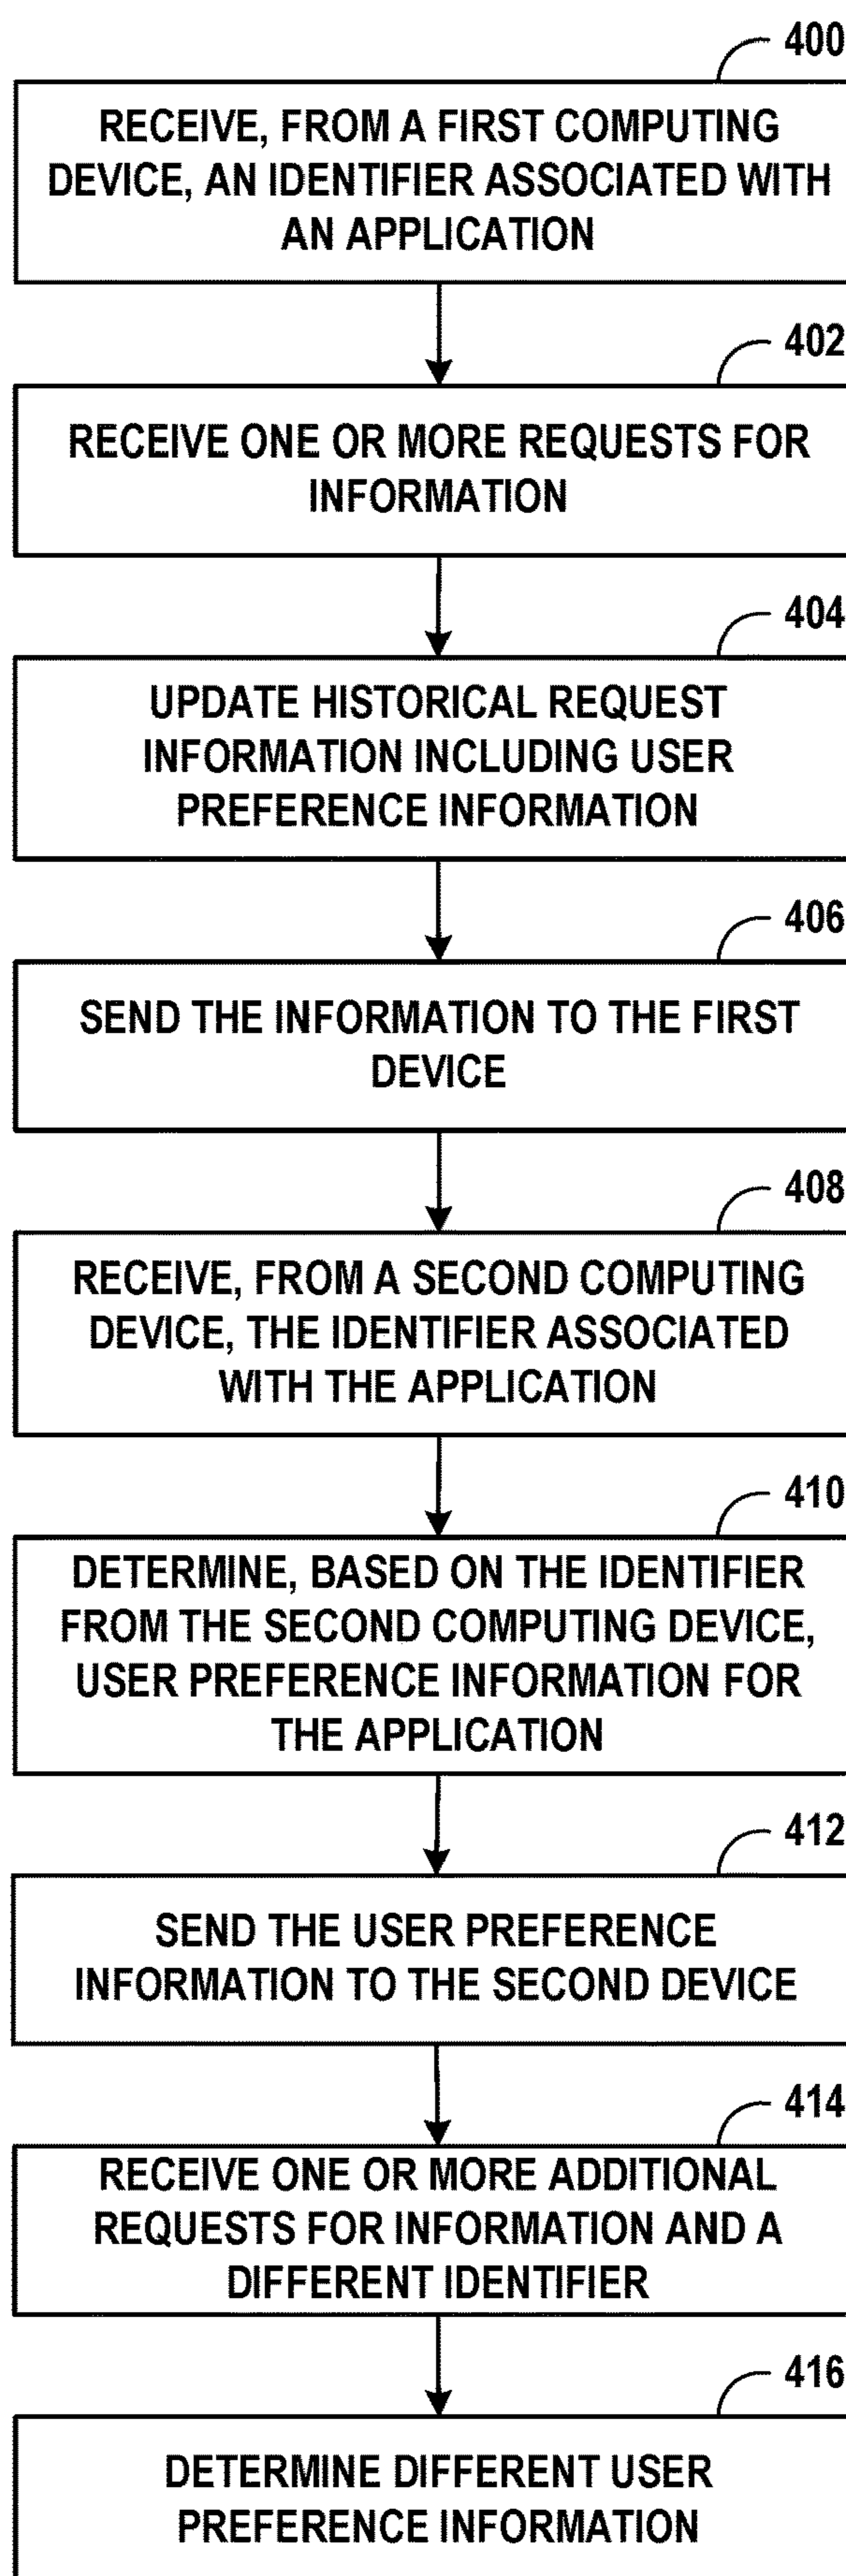 400
RECEIVE, FROM A FIRST COMPUTING
DEVICE, AN IDENTIFIER ASSOCIATED WITH
AN APPLICATION
402
RECEIVE ONE OR MORE REQUESTS FOR
INFORMATION
404
UPDATE HISTORICAL REQUEST
INFORMATION INCLUDING USER
PREFERENCE INFORMATION
406
SEND THE INFORMATION TO THE FIRST
DEVICE
408
RECEIVE, FROM A SECOND COMPUTING
DEVICE, THE IDENTIFIER ASSOCIATED
WITH THE APPLICATION
410
DETERMINE, BASED ON THE IDENTIFIER
FROM THE SECOND COMPUTING DEVICE,
USER PREFERENCE INFORMATION FOR
THE APPLICATION
412
SEND THE USER PREFERENCE
INFORMATION TO THE SECOND DEVICE
414
RECEIVE ONE OR MORE ADDITIONAL
REQUESTS FOR INFORMATION AND A
DIFFERENT IDENTIFIER
416
DETERMINE DIFFERENT USER
PREFERENCE INFORMATION